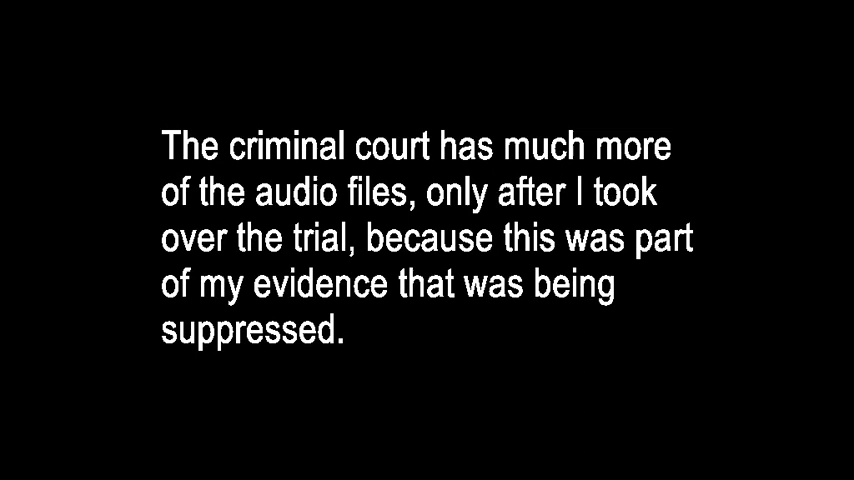 The criminal court has much more
of the audio files, only after I took
over the trial, because this was part
of my evidence that was being
suppressed.